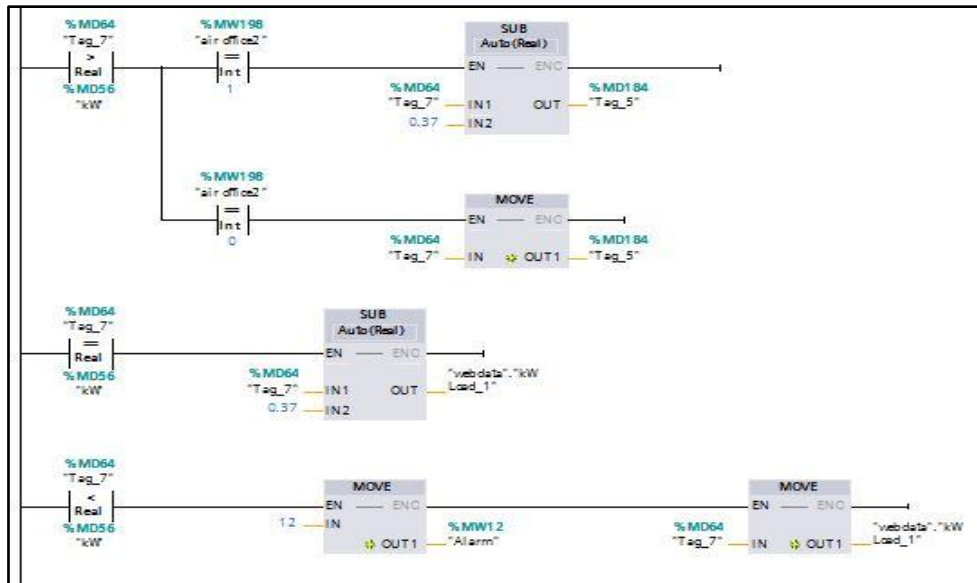 %MD64
"Tag_7"
>
Real
%MD56
"kW"
%MW198
"air office2"
==
Int
1
SUB
Auto (Real)
EN ENO
%MD64
"Tag_7" IN1
0.37 IN2
OUT
%MD184
"Tag_5"
%MW198
"air office2"
==
Int
0
MOVE
EN ENO
%MD64
"Tag_7" IN
OUT1
%MD184
"Tag_5"
%MD64
"Tag_7"
==
Real
%MD56
"kW"
SUB
Auto (Real)
EN ENO
%MD64
"Tag_7" IN1
0.37 IN2
OUT
"webdata"."kW
Load_1"
%MD64
"Tag_7"
<
Real
%MD56
"kW"
MOVE
EN ENO
12 IN
OUT1
%MW12
"Alarm"
MOVE
EN ENO
%MD64
"Tag_7" IN
OUT1
"webdata"."kW
Load_1"